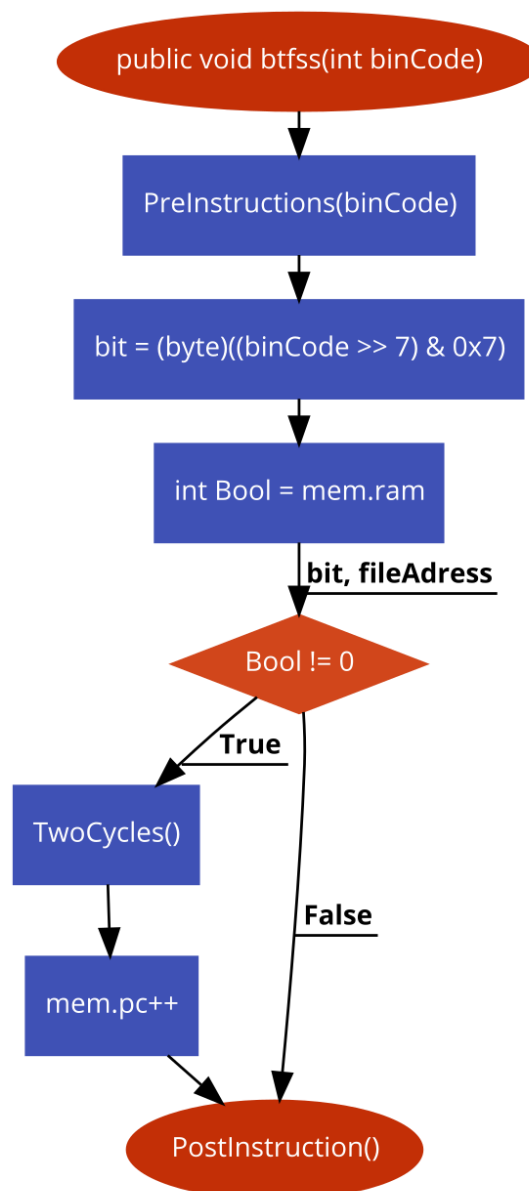 public void btfss(int binCode)
PreInstructions(binCode)
bit = (byte)((binCode >> 7) & 0x7)
int Bool = mem.ram
bit, fileAdress
Bool != 0
True
TwoCycles()
False
mem.pc++
PostInstruction()